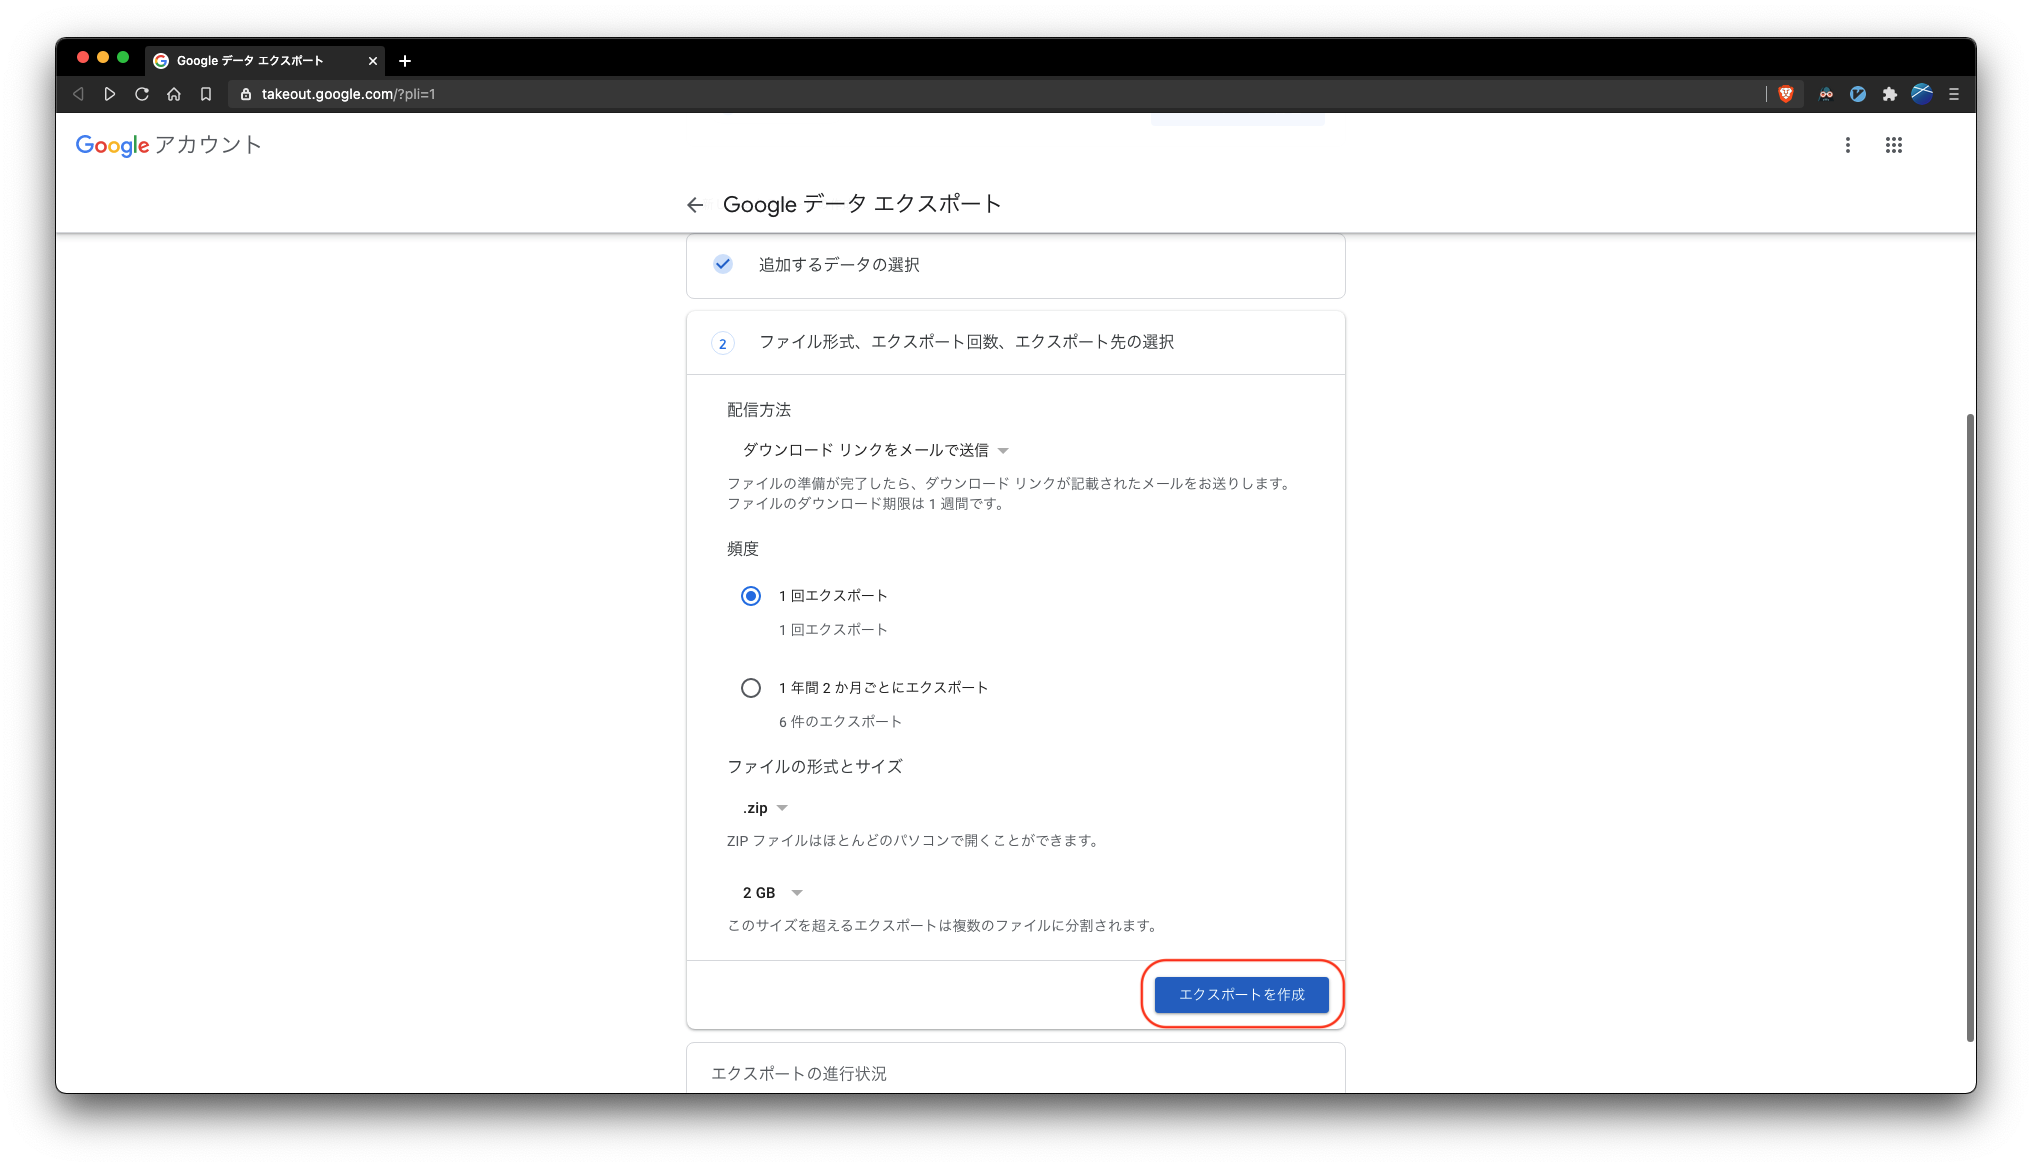 Google データ エクスポート
takeout.google.com/?pli=1
Google アカウント
Google データ エクスポート
追加するデータの選択
2 ファイル形式、エクスポート回数、エクスポート先の選択
配信方法
ダウンロード リンクをメールで送信
ファイルの準備が完了したら、ダウンロード リンクが記載されたメールをお送りします。
ファイルのダウンロード期限は 1 週間です。
頻度
1 回エクスポート
1 回エクスポート
1 年間 2 か月ごとにエクスポート
6 件のエクスポート
ファイルの形式とサイズ
.zip
ZIP ファイルはほとんどのパソコンで開くことができます。
2 GB
このサイズを超えるエクスポートは複数のファイルに分割されます。
エクスポートを作成
エクスポートの進行状況